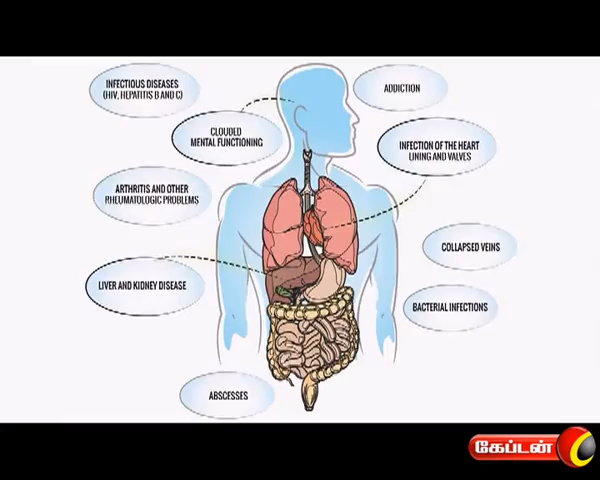 INFECTIOUS DISEASES
(HIV, HEPATITIS B AND C)
ADDICTION
CLOUDED
MENTAL FUNCTIONING
INFECTION OF THE HEART
LINING AND VALVES
ARTHRITIS AND OTHER
RHEUMATOLOGIC PROBLEMS
COLLAPSED VEINS
LIVER AND KIDNEY DISEASE
BACTERIAL INFECTIONS
ABSCESSES
கேப்டன்